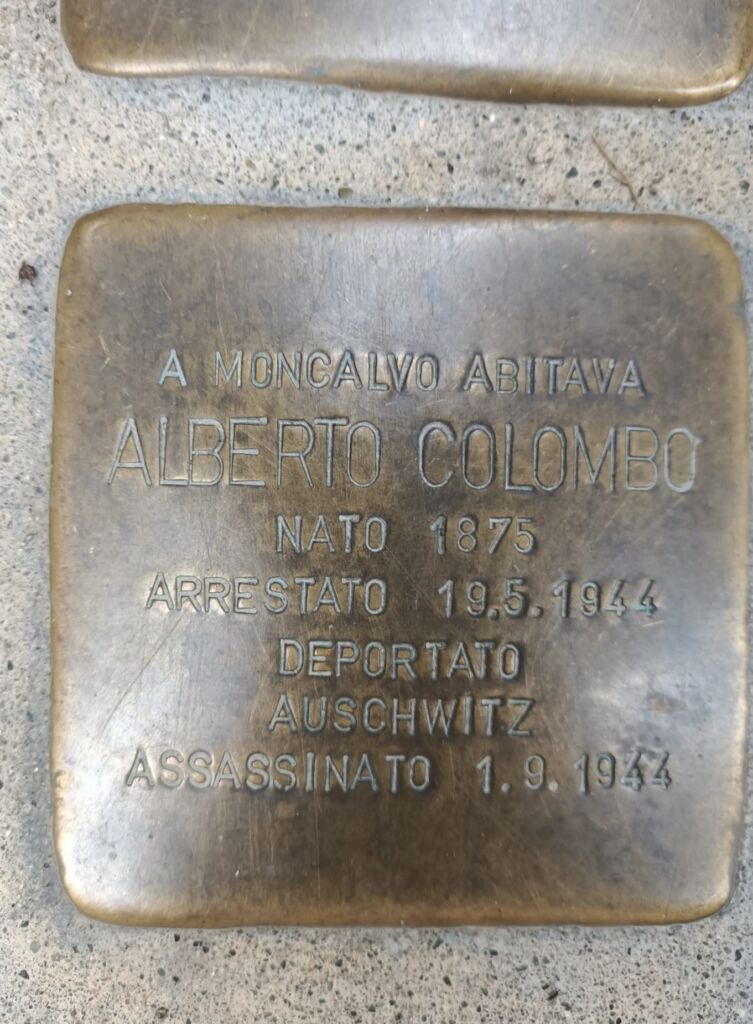 A MONCALVO ABITAVA
ALBERTO COLOMBO
NATO 1875
ARRESTATO 19.5.1944
DEPORTATO
AUSCHWITZ
ASSASSINATO 1.9.1944